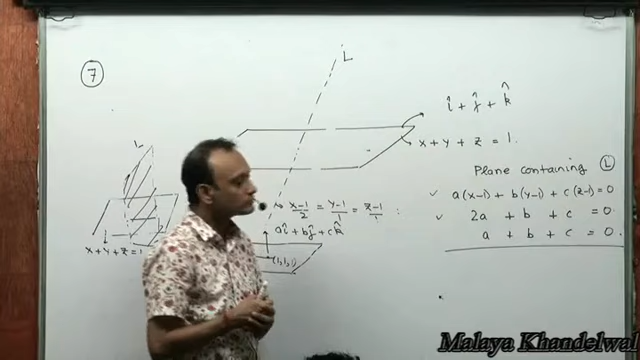 7
L
î + ĵ + k̂
x + y + z = 1.
Plane containing L
a(x-1) + b(y-1) + c(z-1) = 0
2a + b + c = 0.
a + b + c = 0.
(x-1)/2 = (y-1)/1 = (z-1)/1 :
aî + bĵ + ck̂
(1,1,1)
L
x + y + z = 1
Malaya Khandelwal